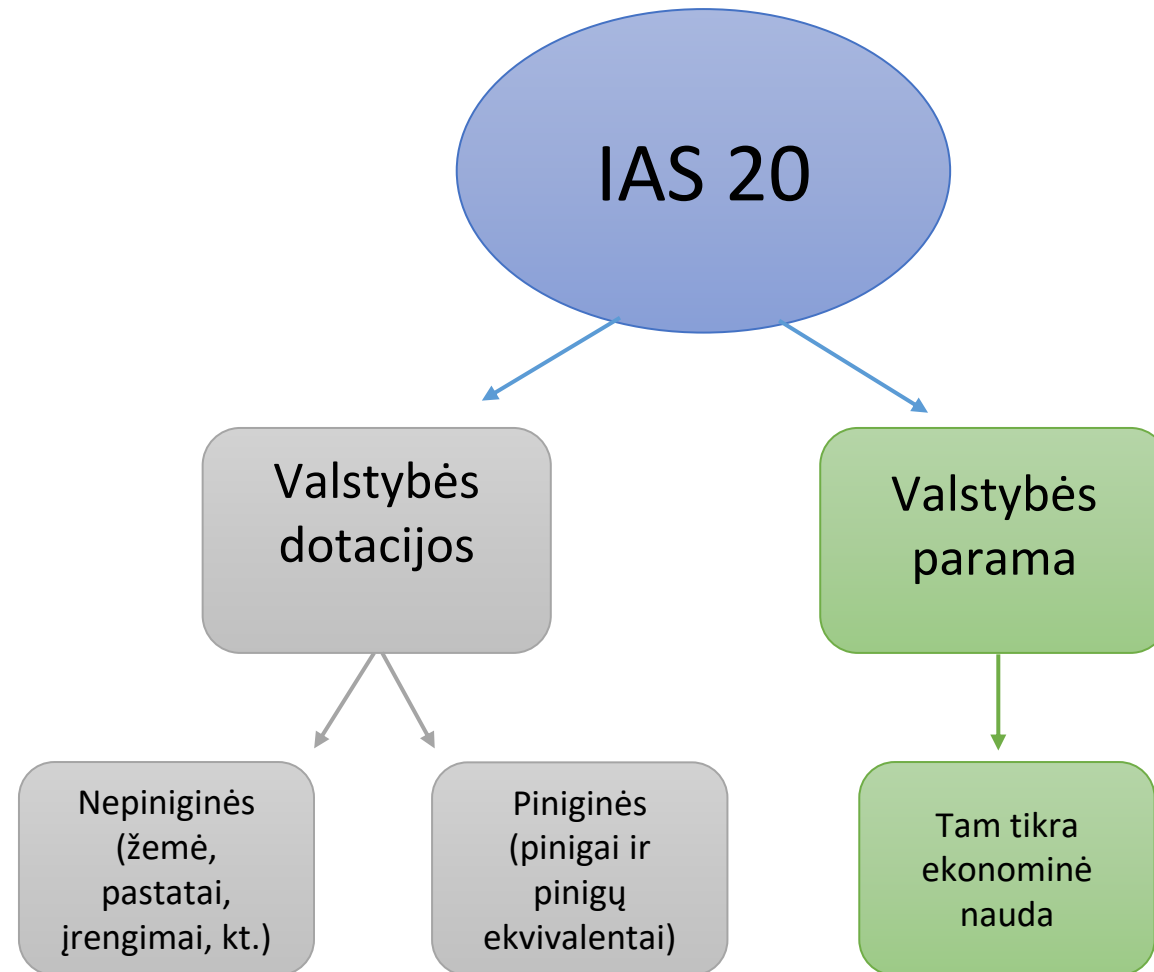 IAS 20
Valstybės
dotacijos
Valstybės
parama
Nepiniginės
(žemė,
pastatai,
įrengimai, kt.)
Piniginės
(pinigai ir
pinigų
ekvivalentai)
Tam tikra
ekonominė
nauda